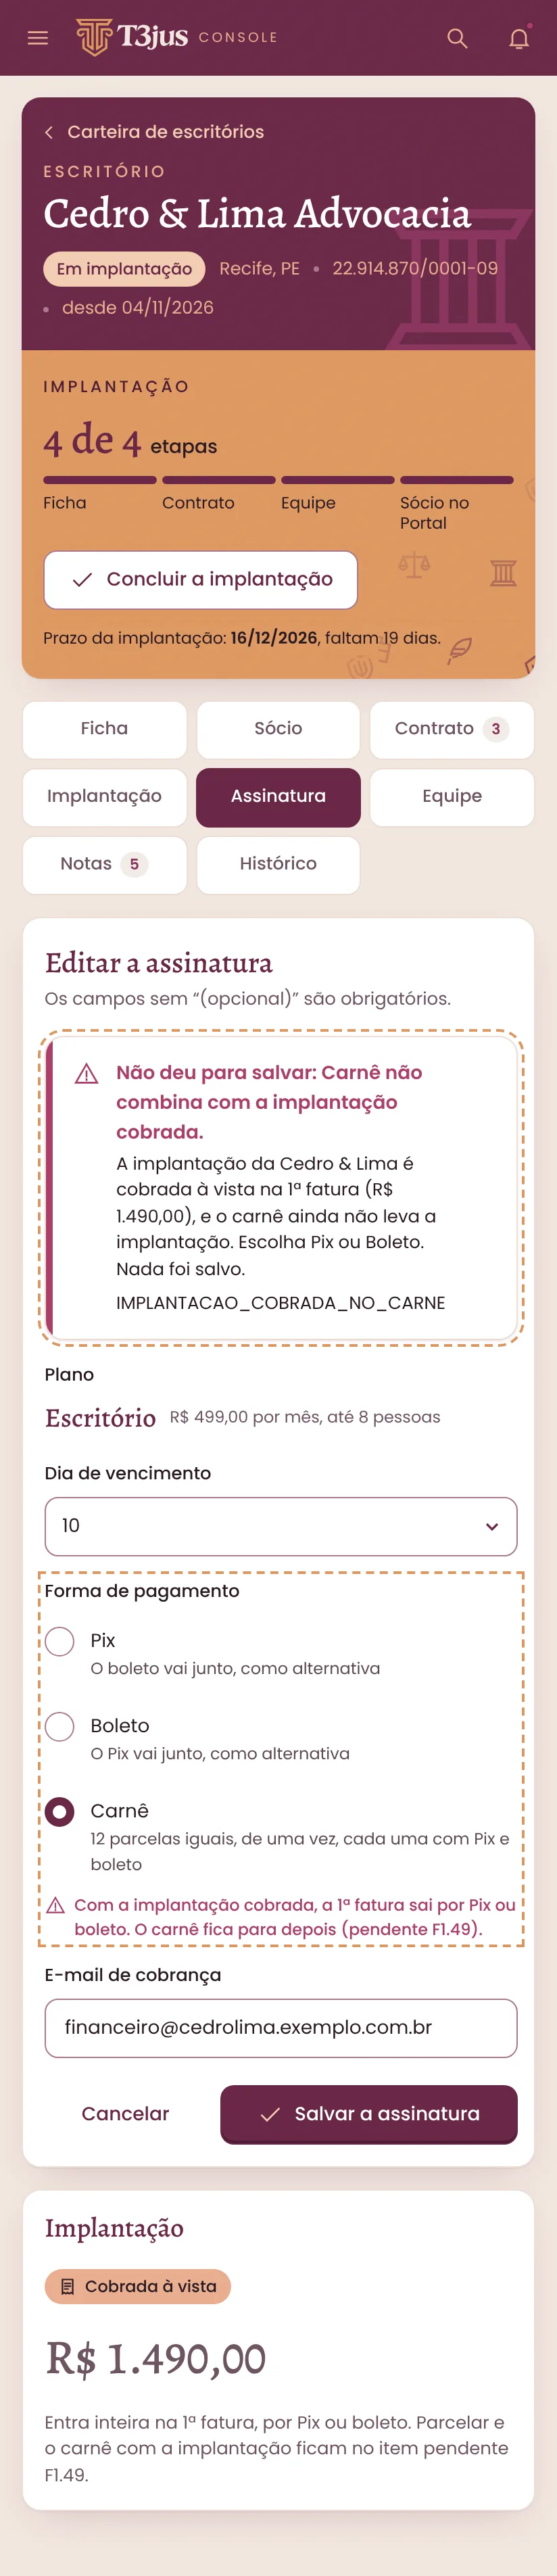 T3jus CONSOLE
Carteira de escritórios
ESCRITÓRIO
Cedro & Lima Advocacia
Em implantação Recife, PE • 22.914.870/0001-09
• desde 04/11/2026
IMPLANTAÇÃO
4 de 4 etapas
Ficha Contrato Equipe Sócio no
Portal
Concluir a implantação
Prazo da implantação: 16/12/2026, faltam 19 dias.
Ficha Sócio Contrato 3
Implantação Assinatura Equipe
Notas 5 Histórico
Editar a assinatura
Os campos sem “(opcional)” são obrigatórios.
Não deu para salvar: Carnê não
combina com a implantação
cobrada.
A implantação da Cedro & Lima é
cobrada à vista na 1ª fatura (R$
1.490,00), e o carnê ainda não leva a
implantação. Escolha Pix ou Boleto.
Nada foi salvo.
IMPLANTACAO_COBRADA_NO_CARNE
Plano
Escritório R$ 499,00 por mês, até 8 pessoas
Dia de vencimento
10
Forma de pagamento
Pix
O boleto vai junto, como alternativa
Boleto
O Pix vai junto, como alternativa
Carnê
12 parcelas iguais, de uma vez, cada uma com Pix e
boleto
Com a implantação cobrada, a 1ª fatura sai por Pix ou
boleto. O carnê fica para depois (pendente F1.49).
E-mail de cobrança
financeiro@cedrolima.exemplo.com.br
Cancelar Salvar a assinatura
Implantação
Cobrada à vista
R$ 1.490,00
Entra inteira na 1ª fatura, por Pix ou boleto. Parcelar e
o carnê com a implantação ficam no item pendente
F1.49.